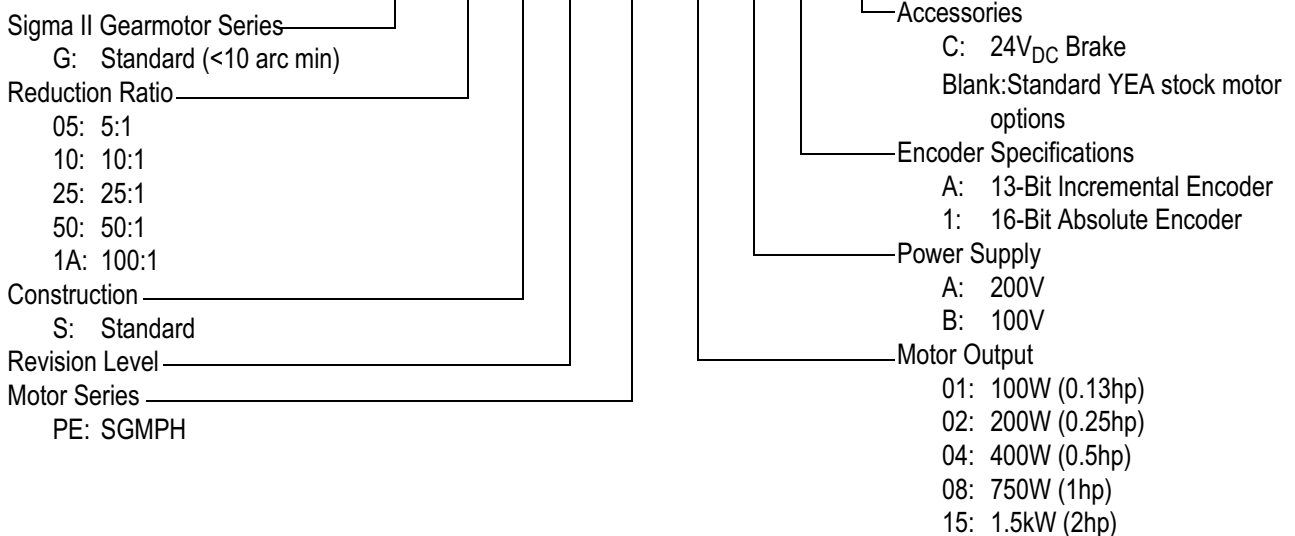 Sigma II Gearmotor Series
G: Standard (<10 arc min)
Reduction Ratio
05: 5:1
10: 10:1
25: 25:1
50: 50:1
1A: 100:1
Construction
S: Standard
Revision Level
Motor Series
PE: SGMPH
Accessories
C: 24VDC Brake
Blank:Standard YEA stock motor
options
Encoder Specifications
A: 13-Bit Incremental Encoder
1: 16-Bit Absolute Encoder
Power Supply
A: 200V
B: 100V
Motor Output
01: 100W (0.13hp)
02: 200W (0.25hp)
04: 400W (0.5hp)
08: 750W (1hp)
15: 1.5kW (2hp)